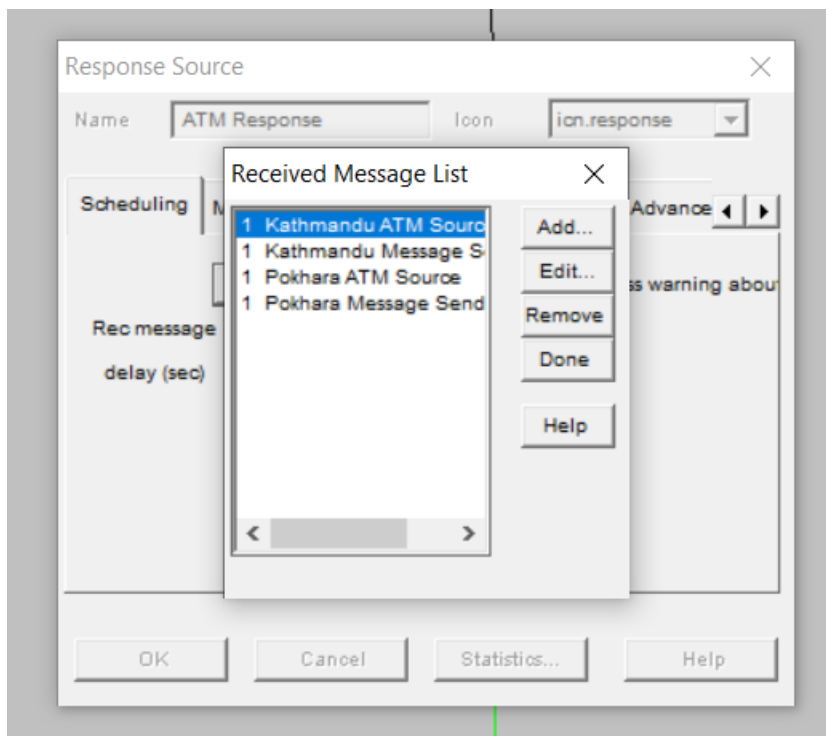 Response Source
Name ATM Response Icon icn.response
Received Message List
Scheduling
Advance
1 Kathmandu ATM Sourc
1 Kathmandu Message S
1 Pokhara ATM Source
1 Pokhara Message Send
Add...
Edit...
Remove
Done
Help
ss warning about
Rec message
delay (sec)
OK Cancel Statistics... Help